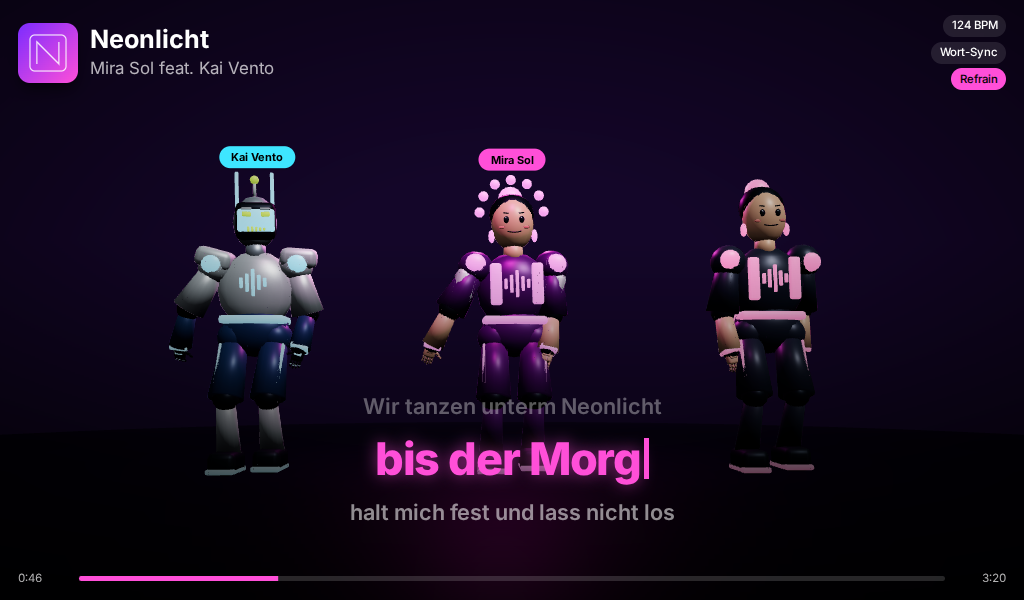 N
Neonlicht
Mira Sol feat. Kai Vento
124 BPM
Wort-Sync
Refrain
Kai Vento
Mira Sol
Wir tanzen unterm Neonlicht
bis der Morg
halt mich fest und lass nicht los
0:46
3:20